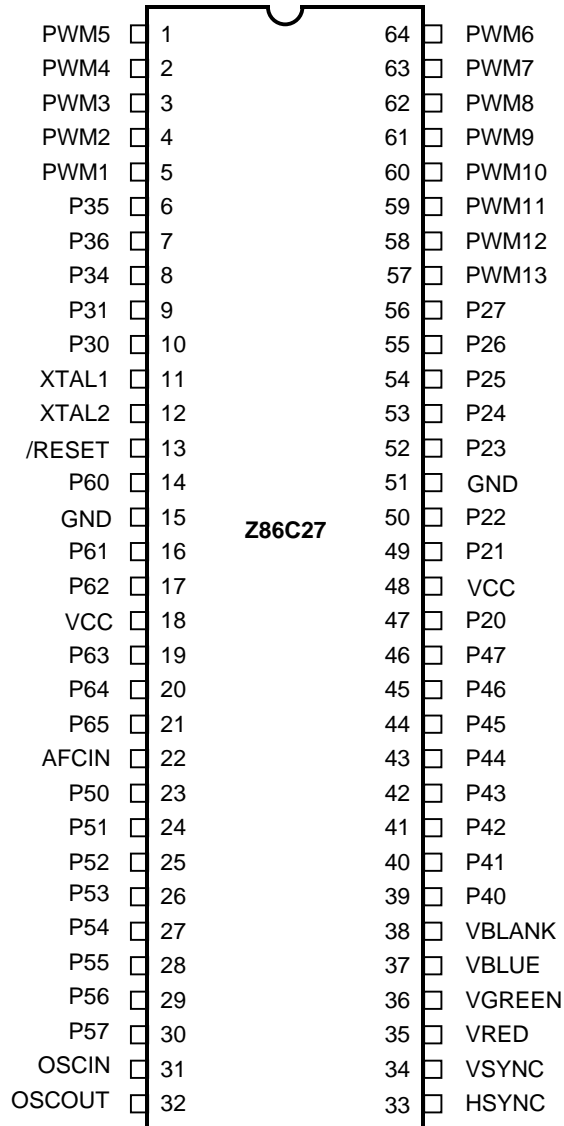 PWM5 1 64 PWM6
PWM4 2 63 PWM7
PWM3 3 62 PWM8
PWM2 4 61 PWM9
PWM1 5 60 PWM10
P35 6 59 PWM11
P36 7 58 PWM12
P34 8 57 PWM13
P31 9 56 P27
P30 10 55 P26
XTAL1 11 54 P25
XTAL2 12 53 P24
/RESET 13 52 P23
P60 14 51 GND
GND 15 Z86C27 50 P22
P61 16 49 P21
P62 17 48 VCC
VCC 18 47 P20
P63 19 46 P47
P64 20 45 P46
P65 21 44 P45
AFCIN 22 43 P44
P50 23 42 P43
P51 24 41 P42
P52 25 40 P41
P53 26 39 P40
P54 27 38 VBLANK
P55 28 37 VBLUE
P56 29 36 VGREEN
P57 30 35 VRED
OSCIN 31 34 VSYNC
OSCOUT 32 33 HSYNC